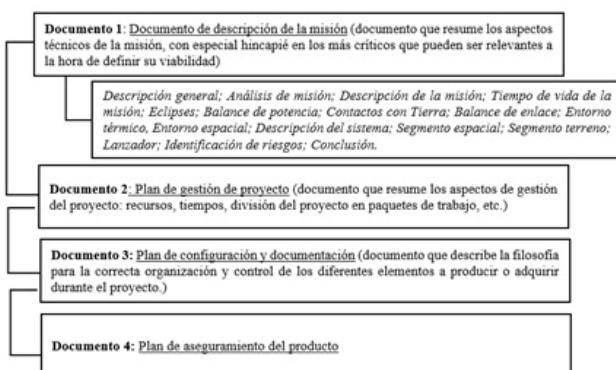 Documento 1: Documento de descripción de la misión (documento que resume los aspectos
técnicos de la misión, con especial hincapié en los más críticos que pueden ser relevantes a
la hora de definir su viabilidad)
Descripción general; Análisis de misión; Descripción de la misión; Tiempo de vida de la
misión; Eclipses; Balance de potencia; Contactos con Tierra; Balance de enlace; Entorno
térmico, Entorno espacial; Descripción del sistema; Segmento espacial; Segmento terreno;
Lanzador; Identificación de riesgos; Conclusión.
Documento 2: Plan de gestión de proyecto (documento que resume los aspectos de gestión
del proyecto: recursos, tiempos, división del proyecto en paquetes de trabajo, etc.)
Documento 3: Plan de configuración y documentación (documento que describe la filosofía
para la correcta organización y control de los diferentes elementos a producir o adquirir
durante el proyecto.)
Documento 4: Plan de aseguramiento del producto